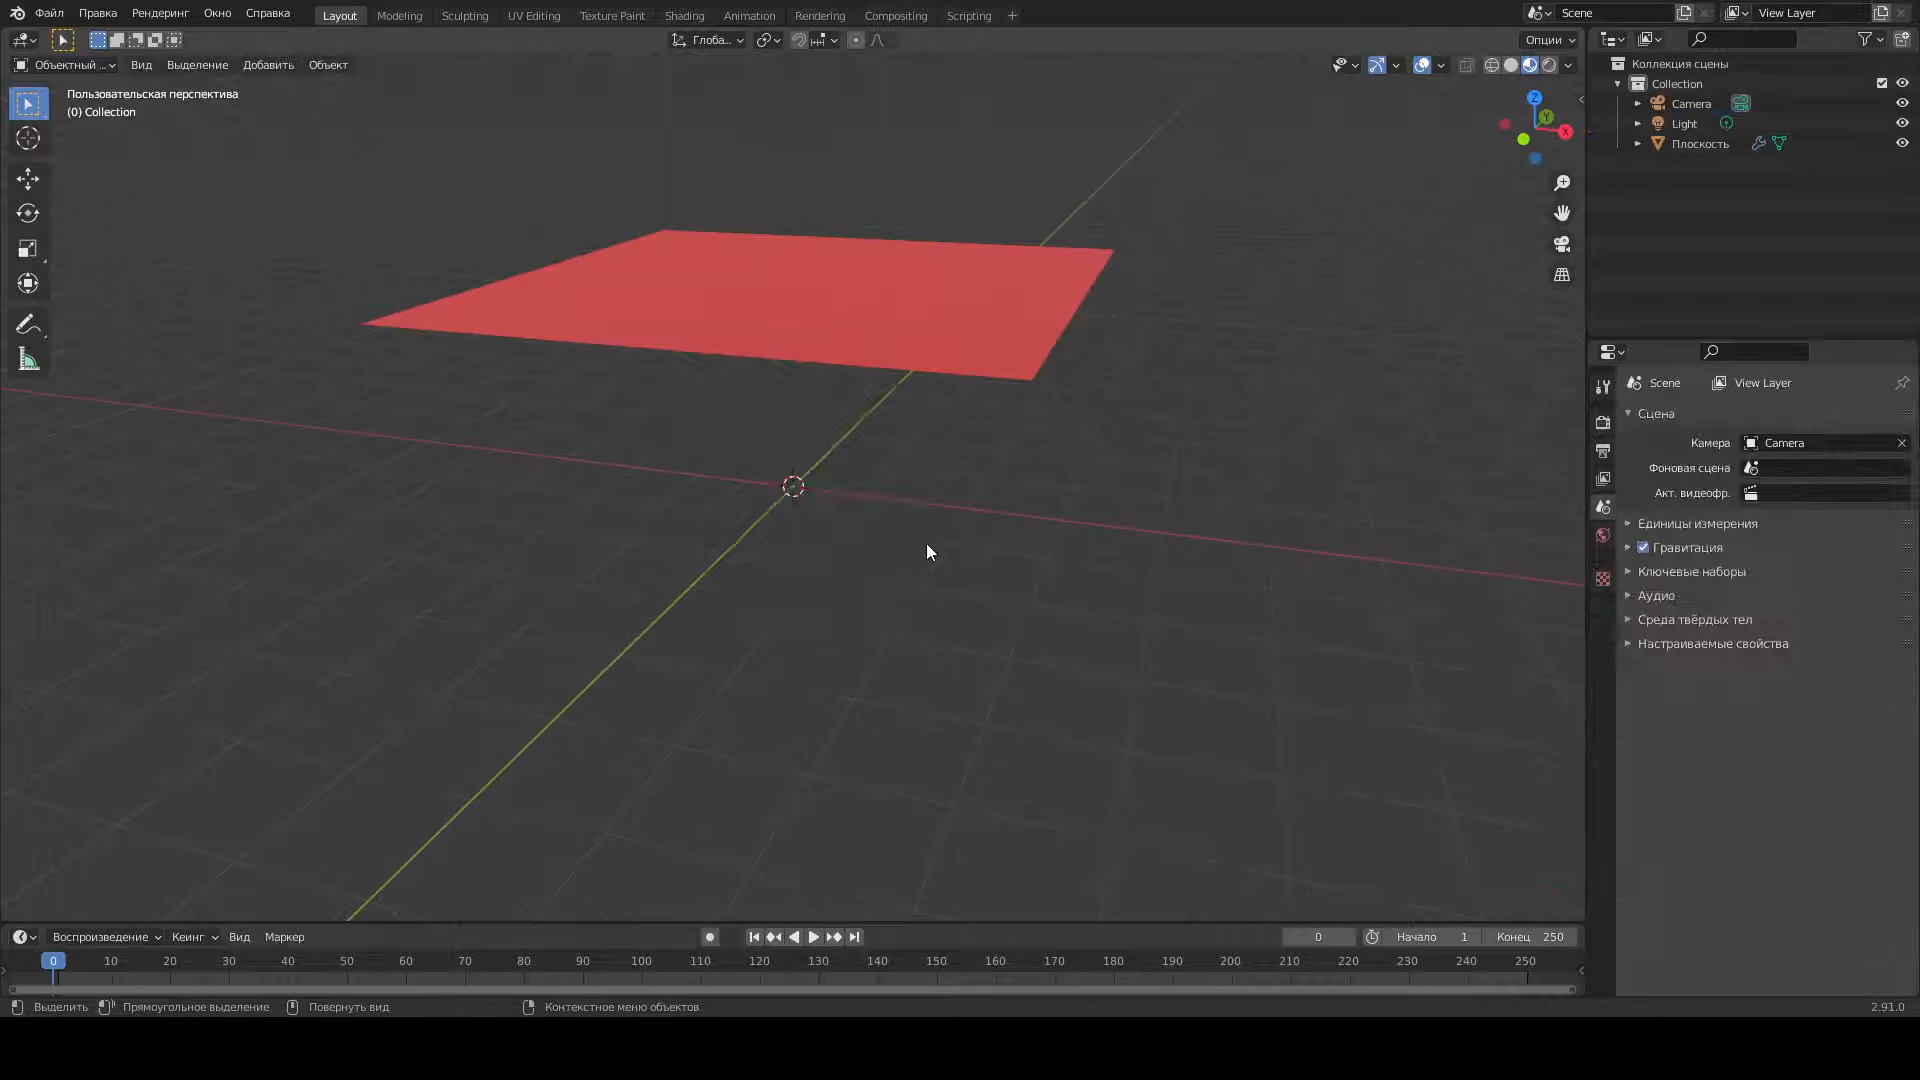 Файл Правка Рендеринг Окно Справка Layout Modeling Sculpting UV Editing Texture Paint Shading Animation Rendering Compositing Scripting + Scene View Layer
Глоба... Опции
Объектный ... Вид Выделение Добавить Объект
Пользовательская перспектива
(0) Collection
Z
Y
X
Коллекция сцены
Collection
Camera
Light
Плоскость
Scene View Layer
Сцена
Камера Camera
Фоновая сцена
Акт. видеофр.
Единицы измерения
Гравитация
Ключевые наборы
Аудио
Среда твёрдых тел
Настраиваемые свойства
Воспроизведение Кеинг Вид Маркер 0 Начало 1 Конец 250
0 10 20 30 40 50 60 70 80 90 100 110 120 130 140 150 160 170 180 190 200 210 220 230 240 250
Выделить Прямоугольное выделение Повернуть вид Контекстное меню объектов 2.91.0